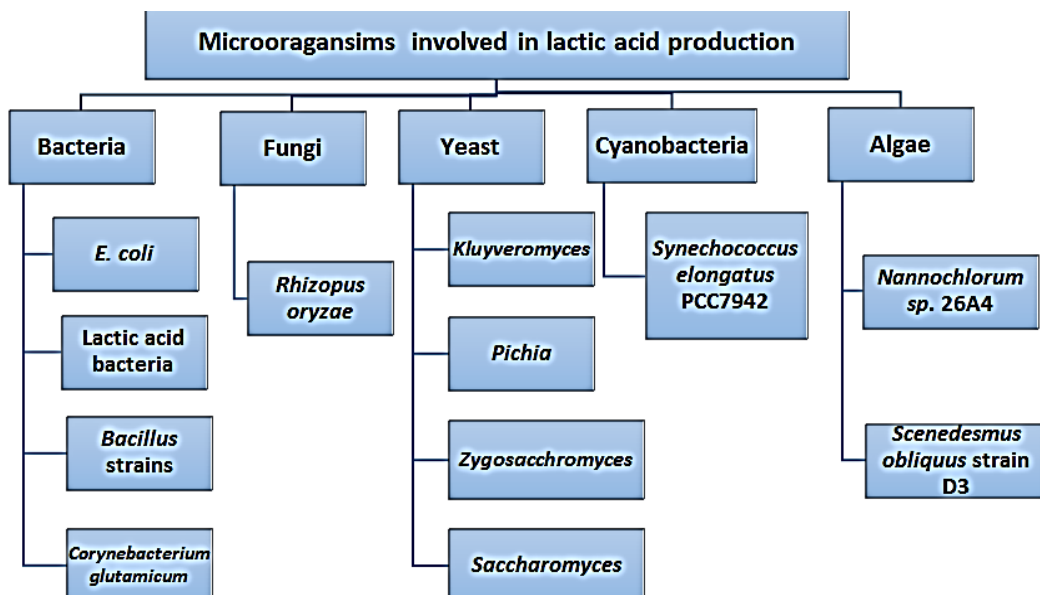 Microoragansims involved in lactic acid production
Bacteria
Fungi
Yeast
Cyanobacteria
Algae
E. coli
Lactic acid
bacteria
Bacillus
strains
Corynebacterium
glutamicum
Rhizopus
oryzae
Kluyveromyces
Pichia
Zygosacchromyces
Saccharomyces
Synechococcus
elongatus
PCC7942
Nannochlorum
sp. 26A4
Scenedesmus
obliquus strain
D3